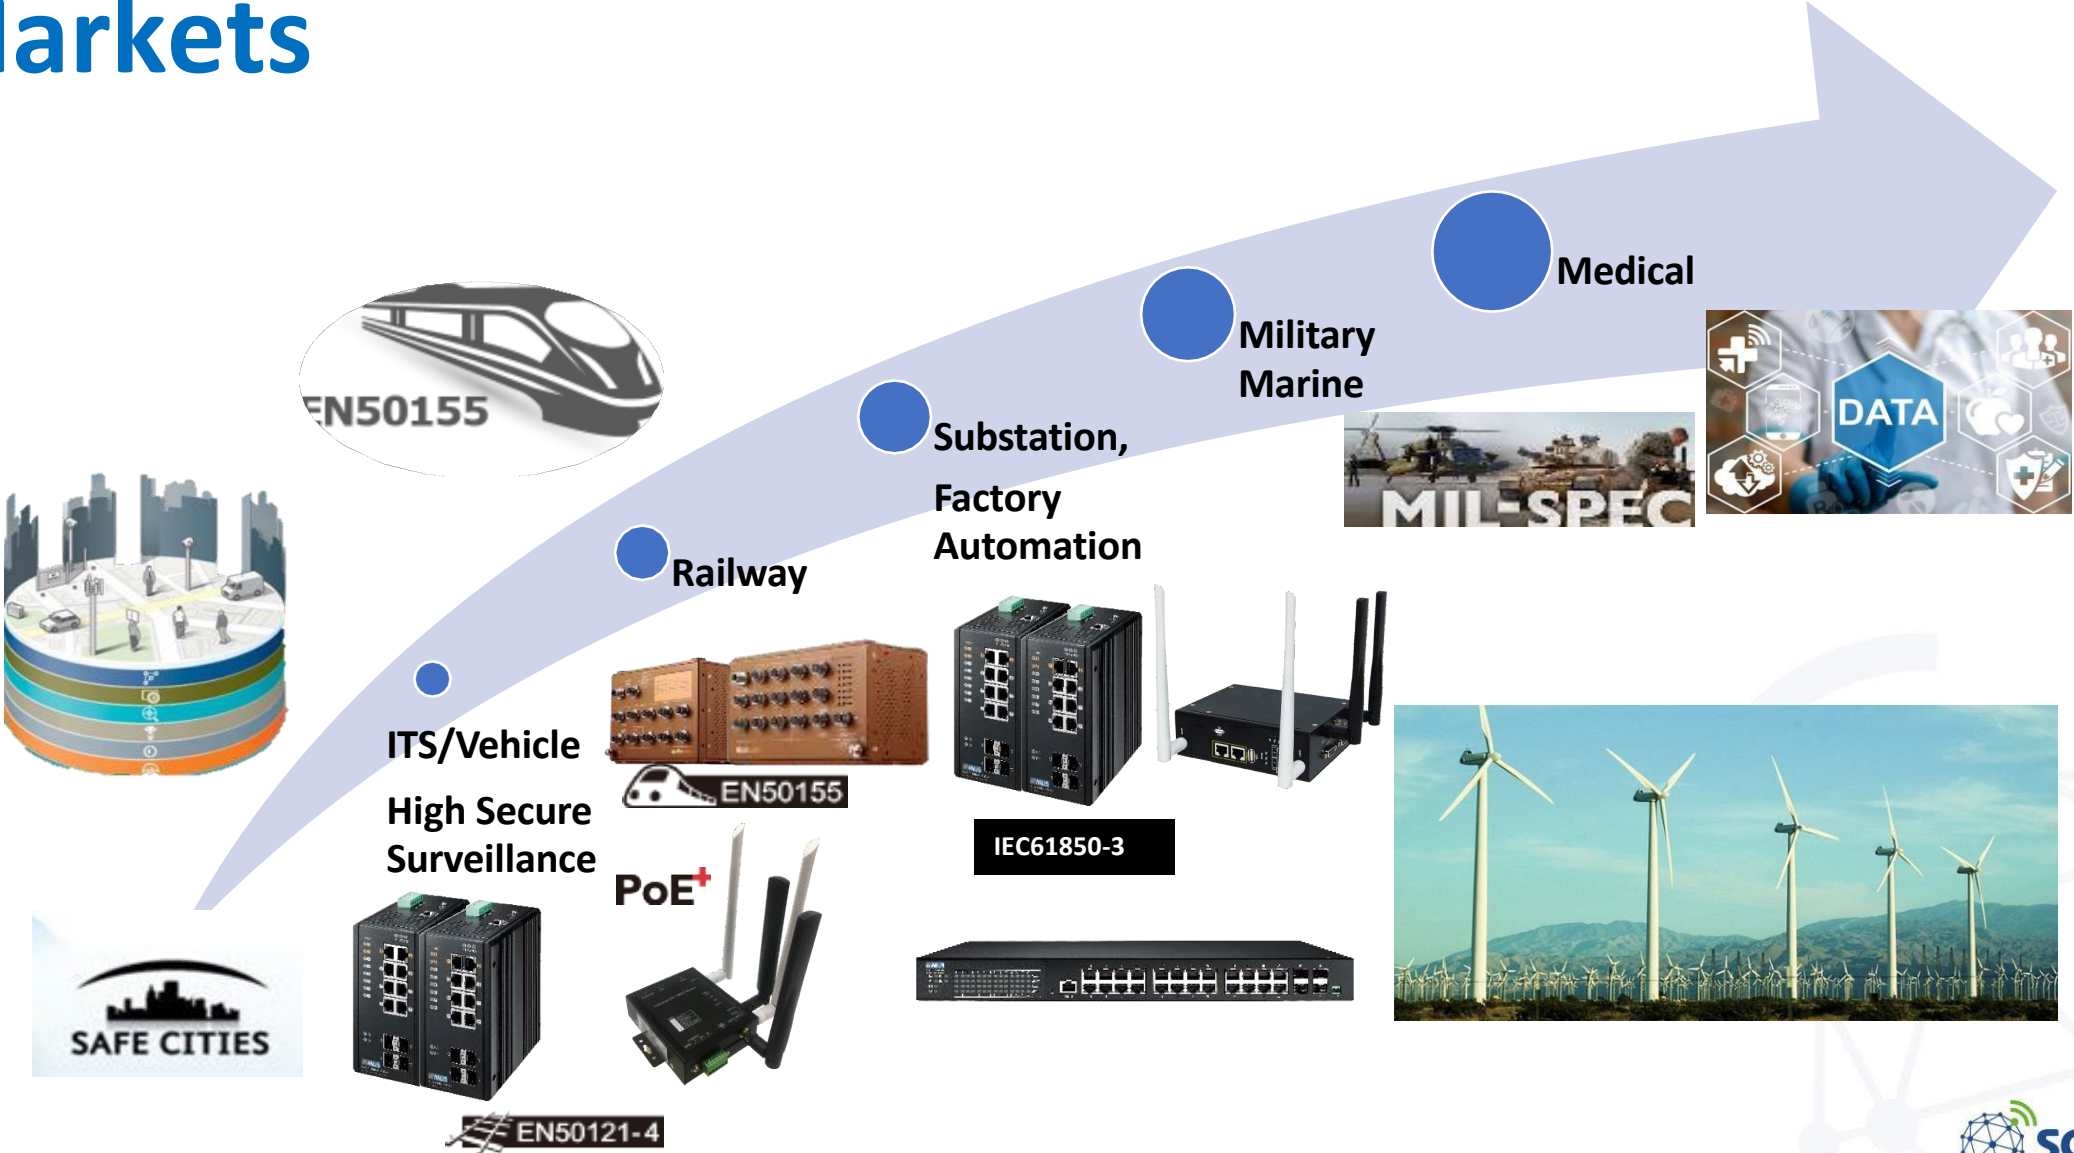 arkets
Medical
Military
Marine
DATA
EN50155
Substation,
Factory
Automation
MIL-SPEC
Railway
ITS/Vehicle
High Secure
Surveillance
EN50155
IEC61850-3
PoE+
SAFE CITIES
EN50121-4